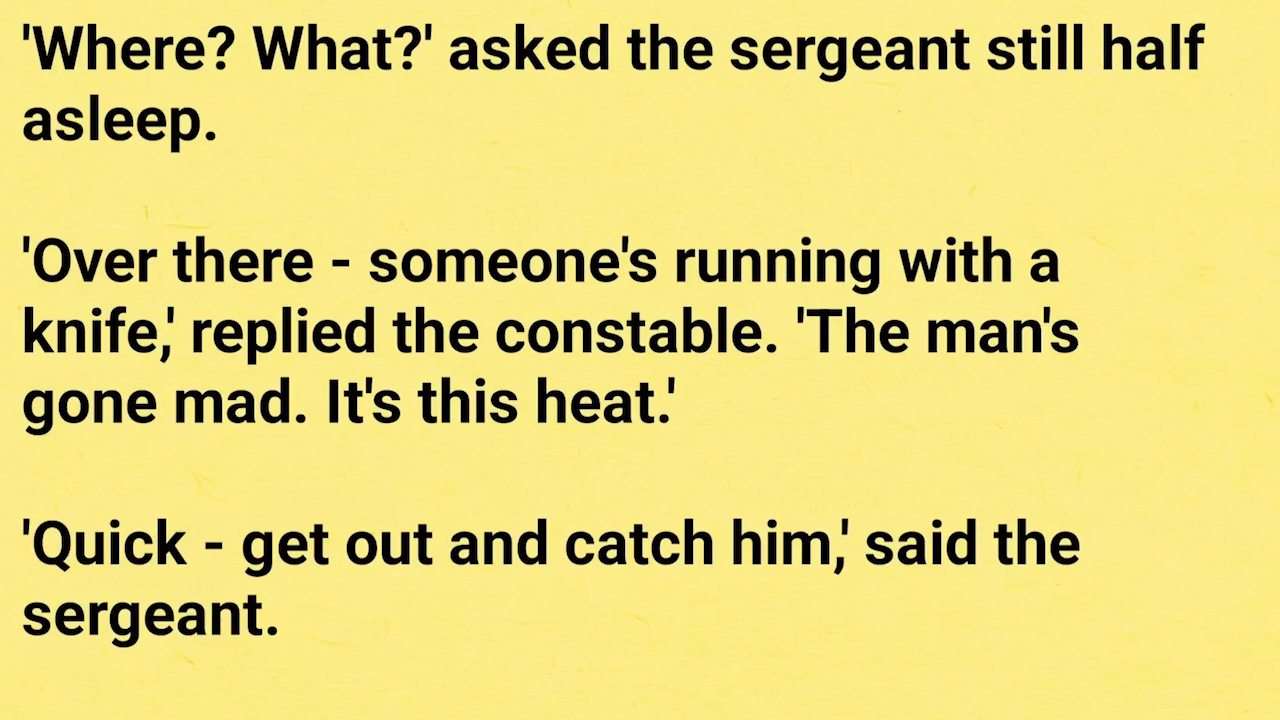 'Where? What?' asked the sergeant still half
asleep.
'Over there - someone's running with a
knife,' replied the constable. 'The man's
gone mad. It's this heat.'
'Quick - get out and catch him,' said the
sergeant.